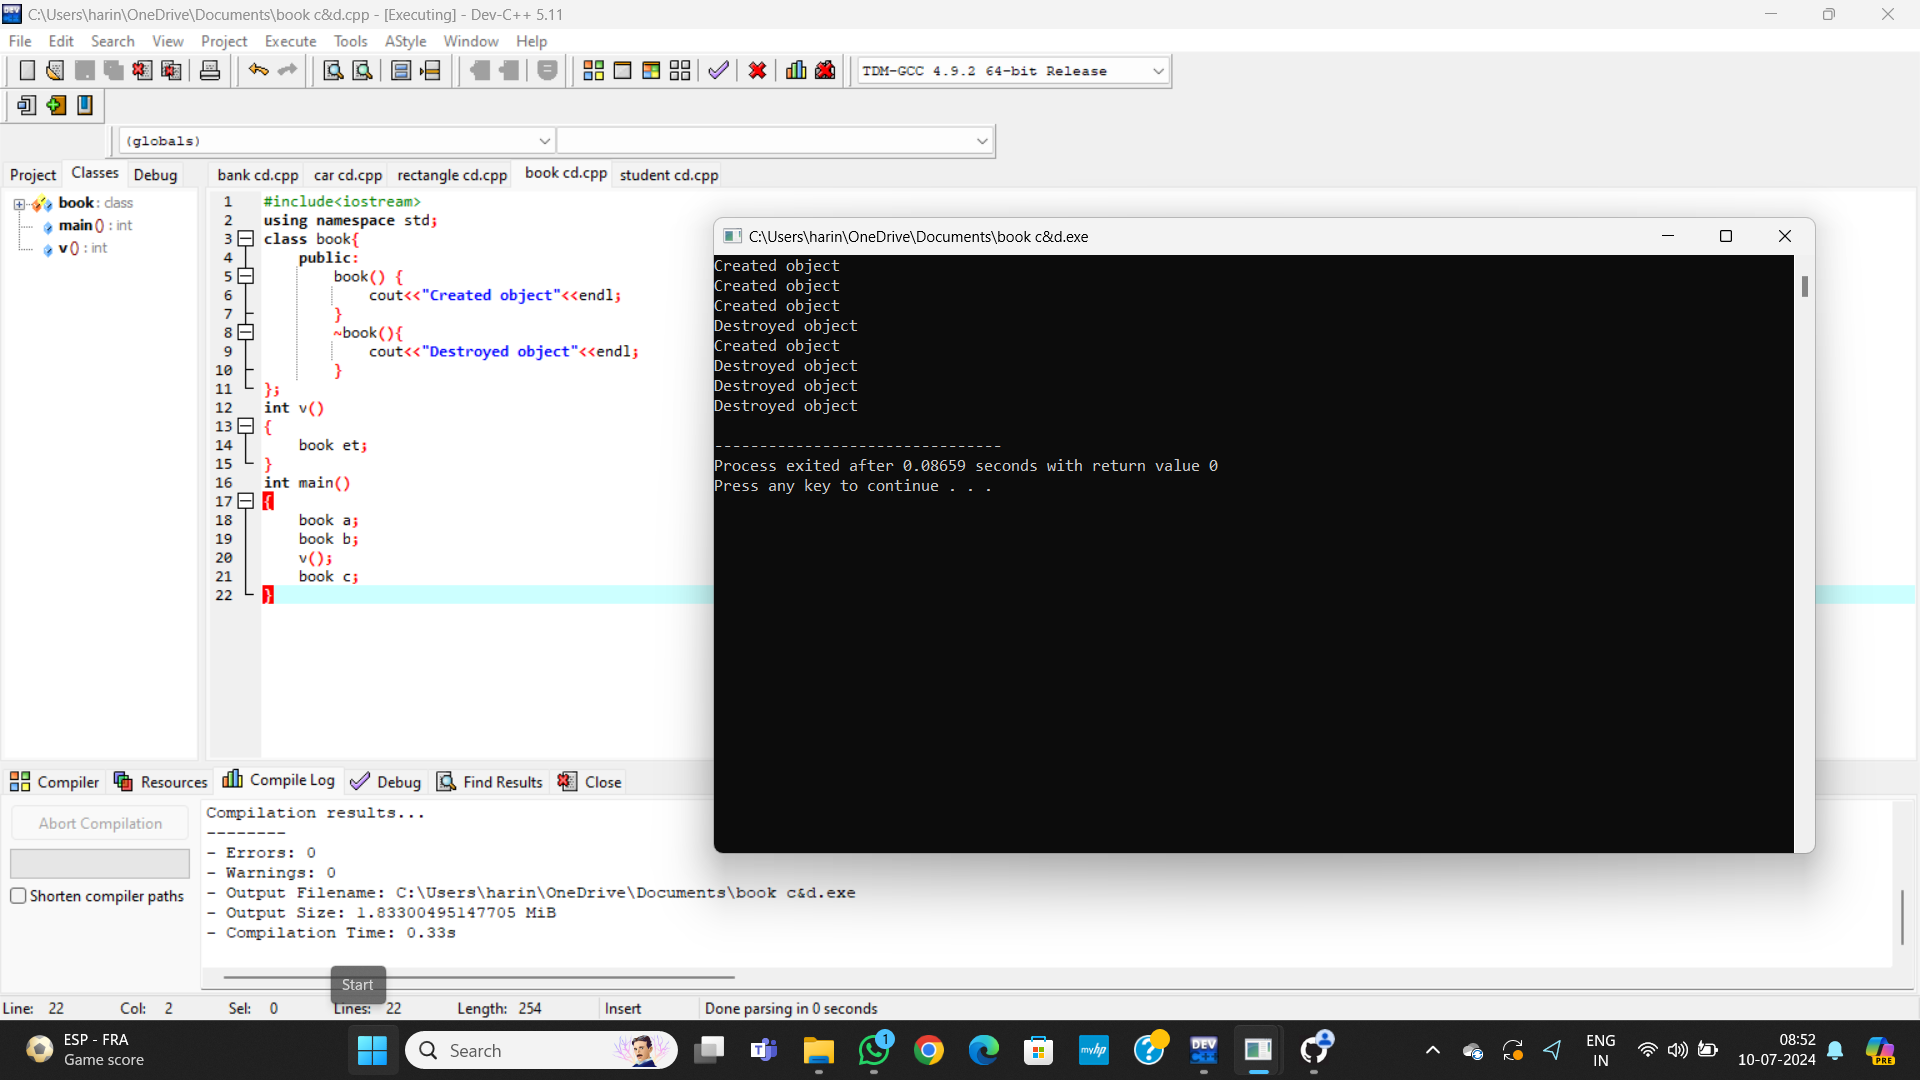 C:\Users\harin\OneDrive\Documents\book c&d.cpp - [Executing] - Dev-C++ 5.11
File Edit Search View Project Execute Tools AStyle Window Help
TDM-GCC 4.9.2 64-bit Release
(globals)
Project Classes Debug
bank cd.cpp car cd.cpp rectangle cd.cpp book cd.cpp student cd.cpp
book : class
main () : int
v () : int
1 #include<iostream>
2 using namespace std;
3 class book{
4 public:
5 book() {
6 cout<<"Created object"<<endl;
7 }
8 ~book(){
9 cout<<"Destroyed object"<<endl;
10 }
11 };
12 int v()
13 {
14 book et;
15 }
16 int main()
17 {
18 book a;
19 book b;
20 v();
21 book c;
22 }
C:\Users\harin\OneDrive\Documents\book c&d.exe
Created object
Created object
Created object
Destroyed object
Created object
Destroyed object
Destroyed object
Destroyed object
--------------------------------
Process exited after 0.08659 seconds with return value 0
Press any key to continue . . .
Compiler Resources Compile Log Debug Find Results Close
Abort Compilation
Shorten compiler paths
Compilation results...
--------
- Errors: 0
- Warnings: 0
- Output Filename: C:\Users\harin\OneDrive\Documents\book c&d.exe
- Output Size: 1.83300495147705 MiB
- Compilation Time: 0.33s
Start
Line: 22 Col: 2 Sel: 0 Lines: 22 Length: 254 Insert Done parsing in 0 seconds
ESP - FRA
Game score
Search
1
myhp
DEV
C++
ENG
IN
08:52
10-07-2024
PRE